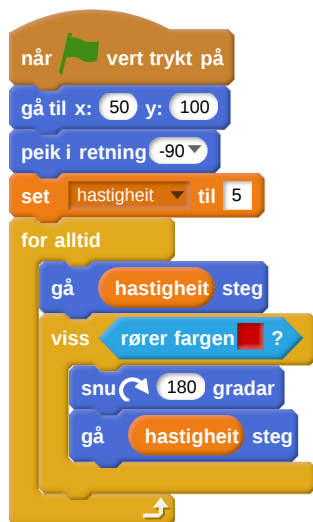 når vert trykt på
gå til x: 50 y: 100
peik i retning -90
set hastigheit til 5
for alltid
gå hastigheit steg
viss rører fargen ?
snu 180 gradar
gå hastigheit steg